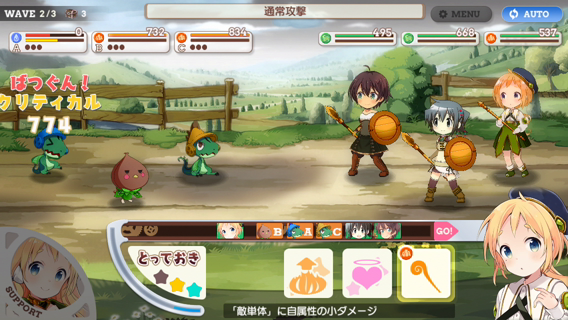 WAVE 2/3
3
通常攻撃
MENU
AUTO
0
732
834
A
B
C
495
668
537
ばつぐん!
クリティカル
774
B
A
C
GO!
とっておき
SUPPORT
「敵単体」に自属性の小ダメージ